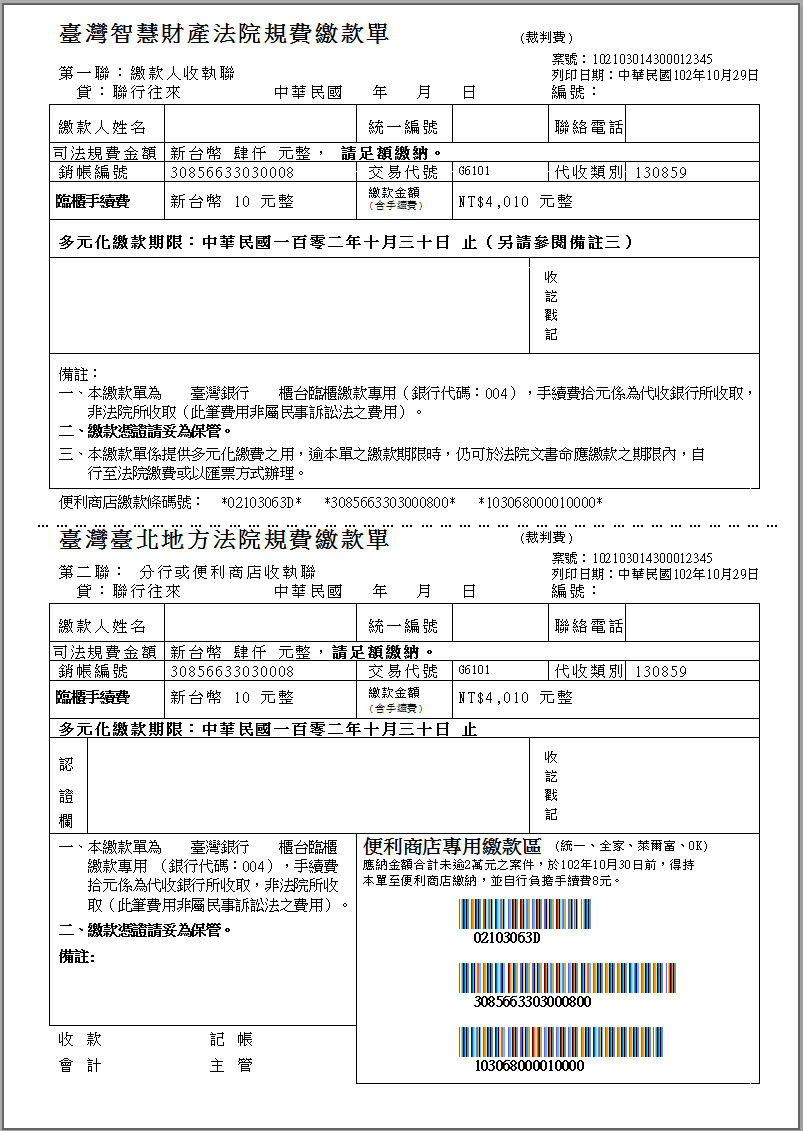 臺灣智慧財產法院規費繳款單 (裁判費)
案號：102103014300012345
第一聯：繳款人收執聯 列印日期：中華民國102年10月29日
貸：聯行往來 中華民國 年 月 日 編號：
繳款人姓名 統一編號 聯絡電話
司法規費金額 新台幣 肆仟 元整， 請足額繳納。
銷帳編號 30856633030008 交易代號 G6101 代收類別 130859
臨櫃手續費 新台幣 10 元整 繳款金額 (含手續費) NT$4,010 元整
多元化繳款期限：中華民國一百零二年十月三十日 止（另請參閱備註三）
收
訖
戳
記
備註：
一、本繳款單為 臺灣銀行 櫃台臨櫃繳款專用（銀行代碼：004），手續費拾元係為代收銀行所收取，
非法院所收取（此筆費用非屬民事訴訟法之費用）。
二、繳款憑證請妥為保管。
三、本繳款單係提供多元化繳費之用，逾本單之繳款期限時，仍可於法院文書命應繳款之期限內，自
行至法院繳費或以匯票方式辦理。
便利商店繳款條碼號： *02103063D* *3085663303000800* *103068000010000*
臺灣臺北地方法院規費繳款單 (裁判費)
案號：102103014300012345
第二聯： 分行或便利商店收執聯 列印日期：中華民國102年10月29日
貸：聯行往來 中華民國 年 月 日 編號：
繳款人姓名 統一編號 聯絡電話
司法規費金額 新台幣 肆仟 元整，請足額繳納。
銷帳編號 30856633030008 交易代號 G6101 代收類別 130859
臨櫃手續費 新台幣 10 元整 繳款金額 (含手續費) NT$4,010 元整
多元化繳款期限：中華民國一百零二年十月三十日 止
認
證
欄
收
訖
戳
記
一、本繳款單為 臺灣銀行 櫃台臨櫃
繳款專用 （銀行代碼：004），手續費
拾元係為代收銀行所收取，非法院所收
取（此筆費用非屬民事訴訟法之費用）。
二、繳款憑證請妥為保管。
備註:
便利商店專用繳款區 (統一、全家、萊爾富、OK)
應納金額合計未逾2萬元之案件，於102年10月30日前，得持
本單至便利商店繳納，並自行負擔手續費8元。
02103063D
3085663303000800
103068000010000
收 款 記 帳
會 計 主 管